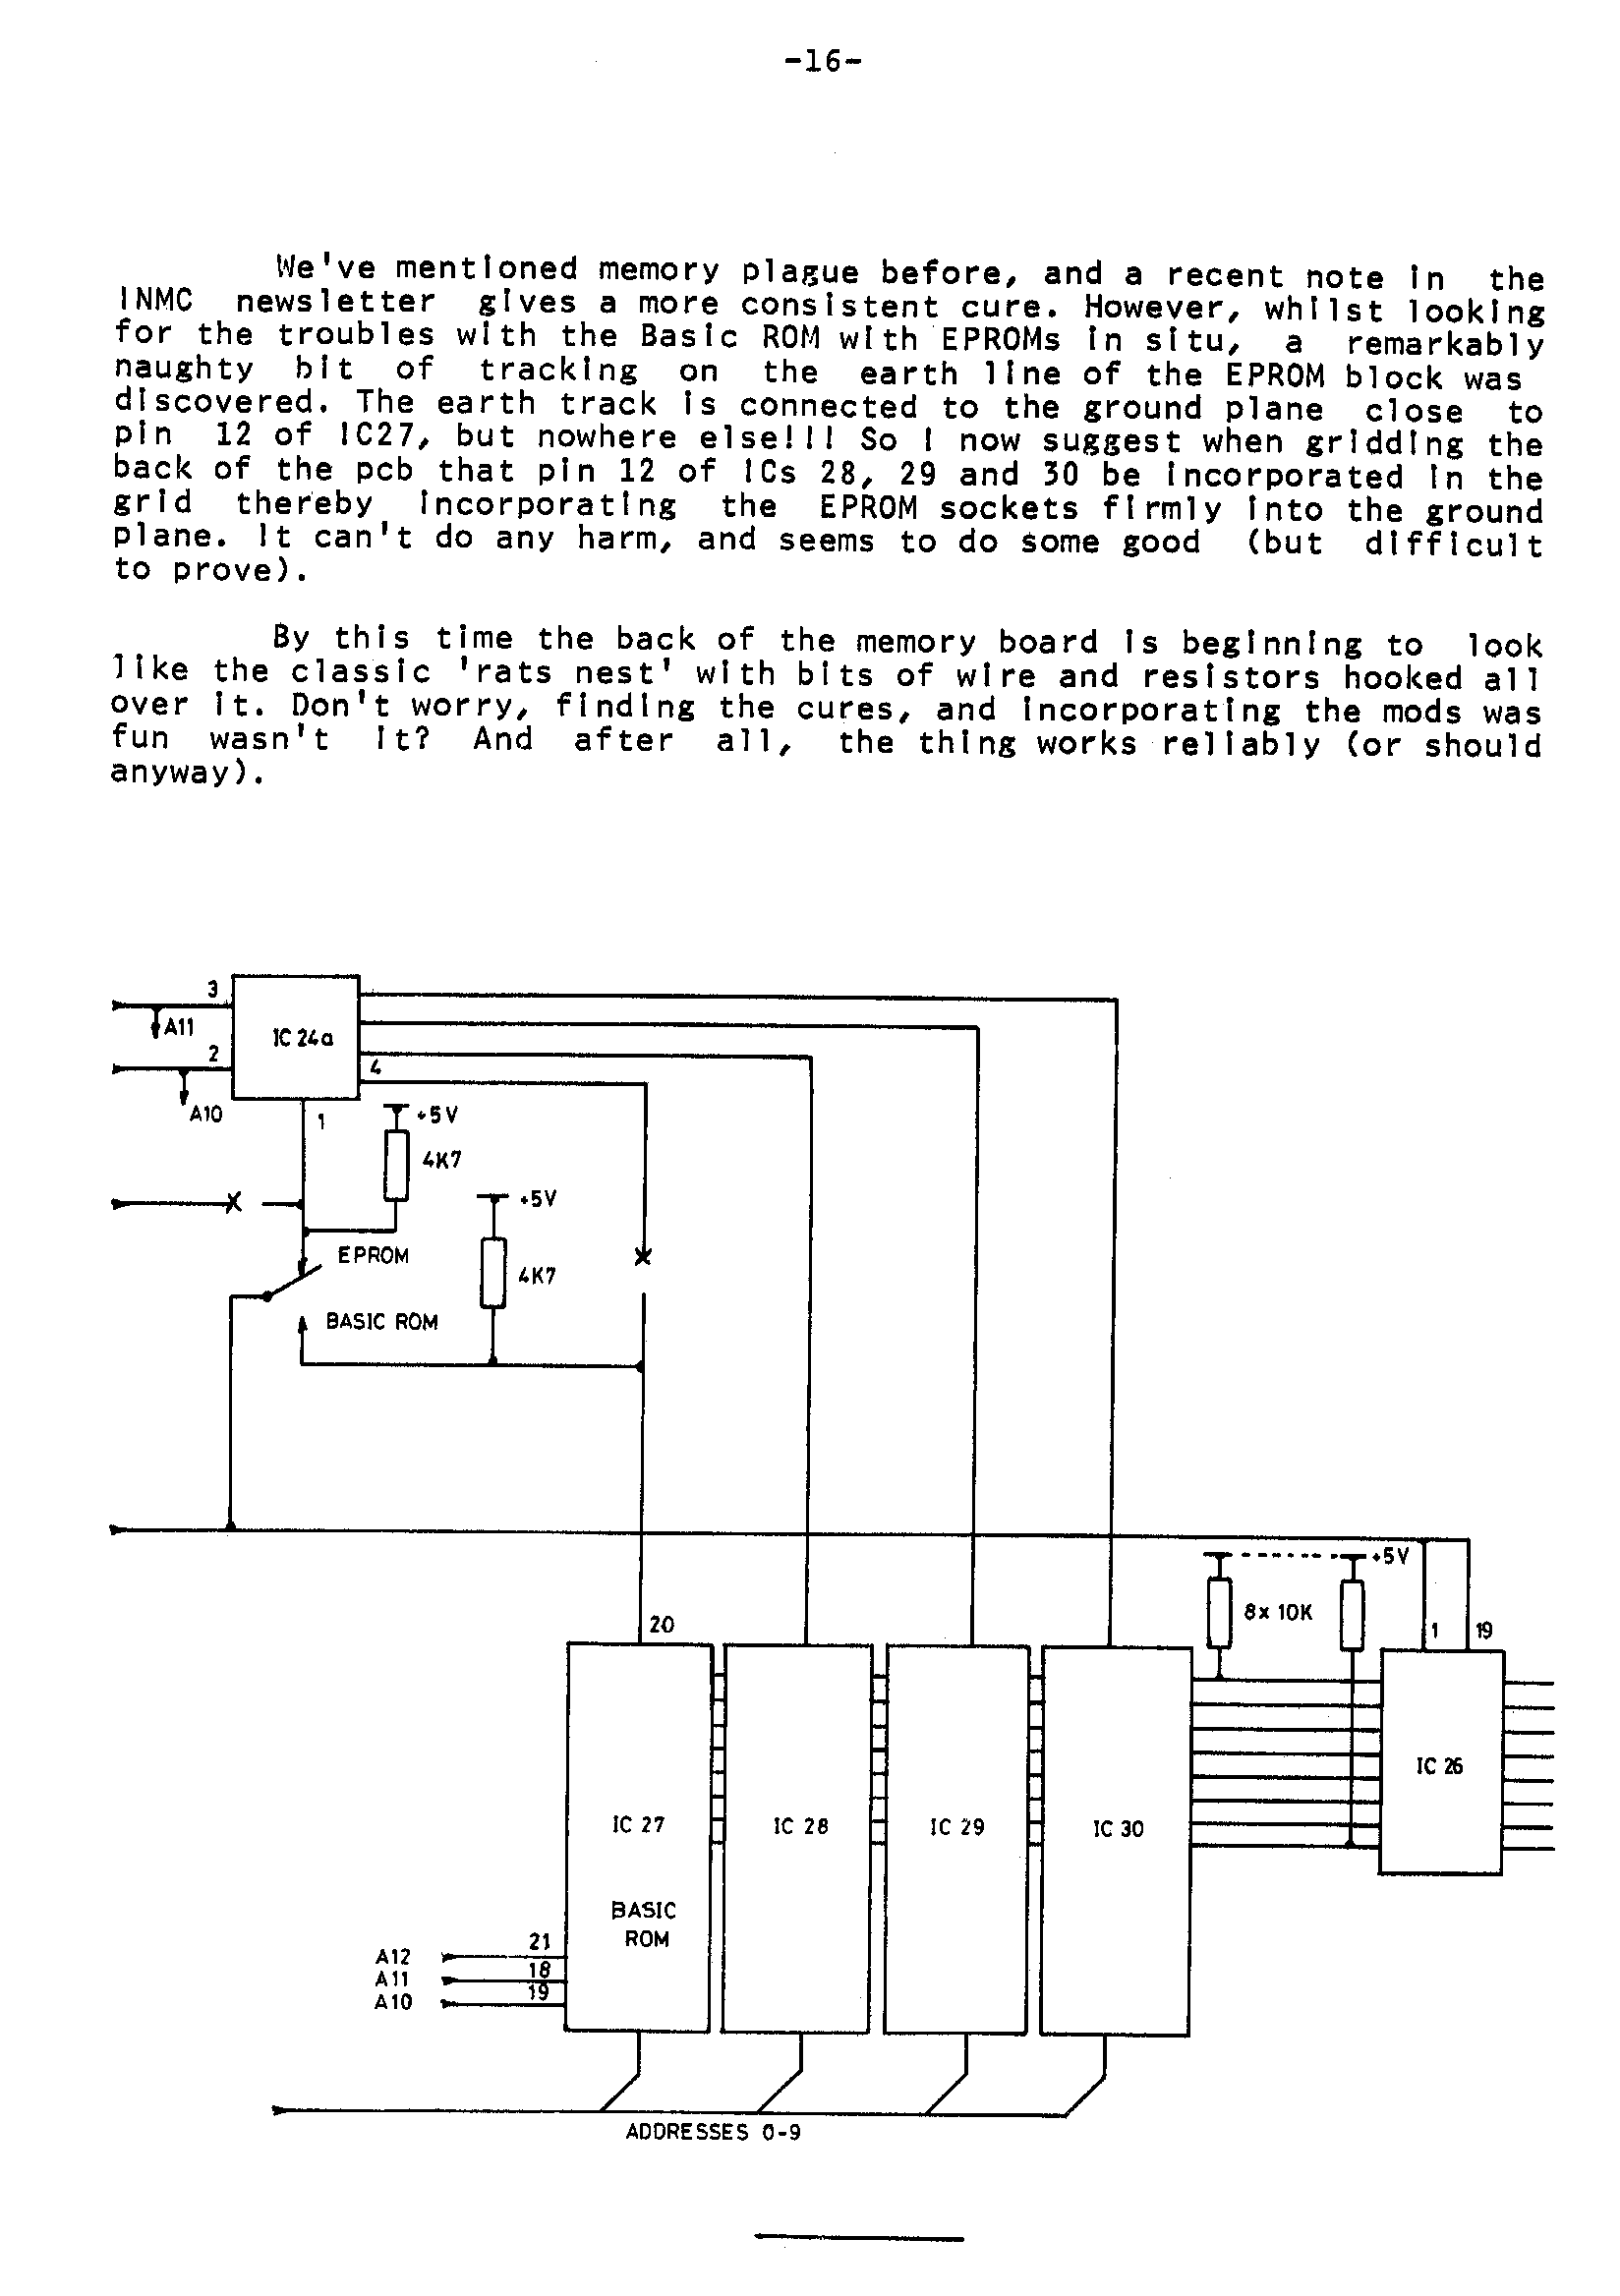 -16-
We've mentioned memory plague before, and a recent note in the
INMC newsletter gives a more consistent cure. However, whilst looking
for the troubles with the Basic ROM with EPROMs in situ, a remarkably
naughty bit of tracking on the earth line of the EPROM block was
discovered. The earth track is connected to the ground plane close to
pin 12 of IC27, but nowhere else!!! So I now suggest when gridding the
back of the pcb that pin 12 of ICs 28, 29 and 30 be incorporated in the
grid thereby incorporating the EPROM sockets firmly into the ground
plane. It can't do any harm, and seems to do some good (but difficult
to prove).
By this time the back of the memory board is beginning to look
like the classic 'rats nest' with bits of wire and resistors hooked all
over it. Don't worry, finding the cures, and incorporating the mods was
fun wasn't it? And after all, the thing works reliably (or should
anyway).
3
A11
IC 24a
2
4
A10
1
+5V
4K7
+5V
EPROM
4K7
BASIC ROM
+5V
8x 10K
20
1
19
IC 26
IC 27
IC 28
IC 29
IC 30
BASIC
ROM
21
A12
18
A11
19
A10
ADDRESSES 0-9